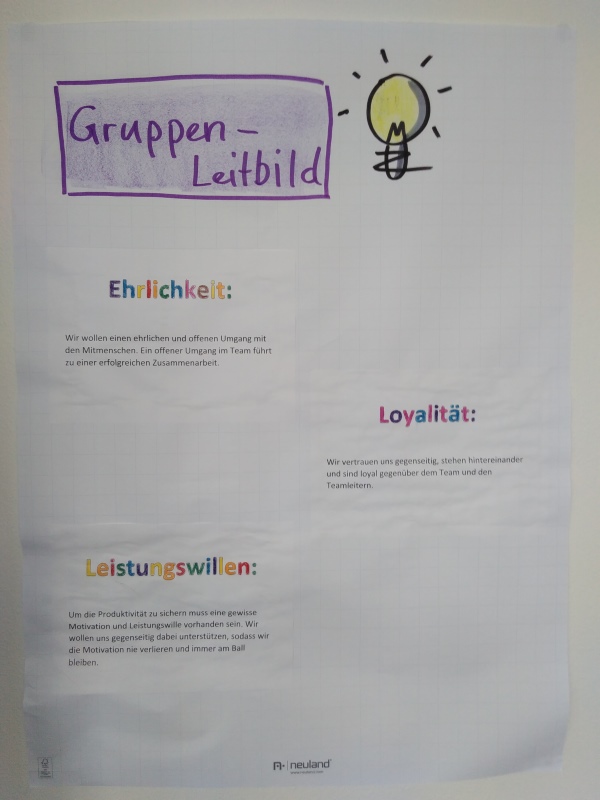 Gruppen-
Leitbild
Ehrlichkeit:
Wir wollen einen ehrlichen und offenen Umgang mit
den Mitmenschen. Ein offener Umgang im Team führt
zu einer erfolgreichen Zusammenarbeit.
Loyalität:
Wir vertrauen uns gegenseitig, stehen hintereinander
und sind loyal gegenüber dem Team und den
Teamleitern.
Leistungswillen:
Um die Produktivität zu sichern muss eine gewisse
Motivation und Leistungswille vorhanden sein. Wir
wollen uns gegenseitig dabei unterstützen, sodass wir
die Motivation nie verlieren und immer am Ball
bleiben.
neuland